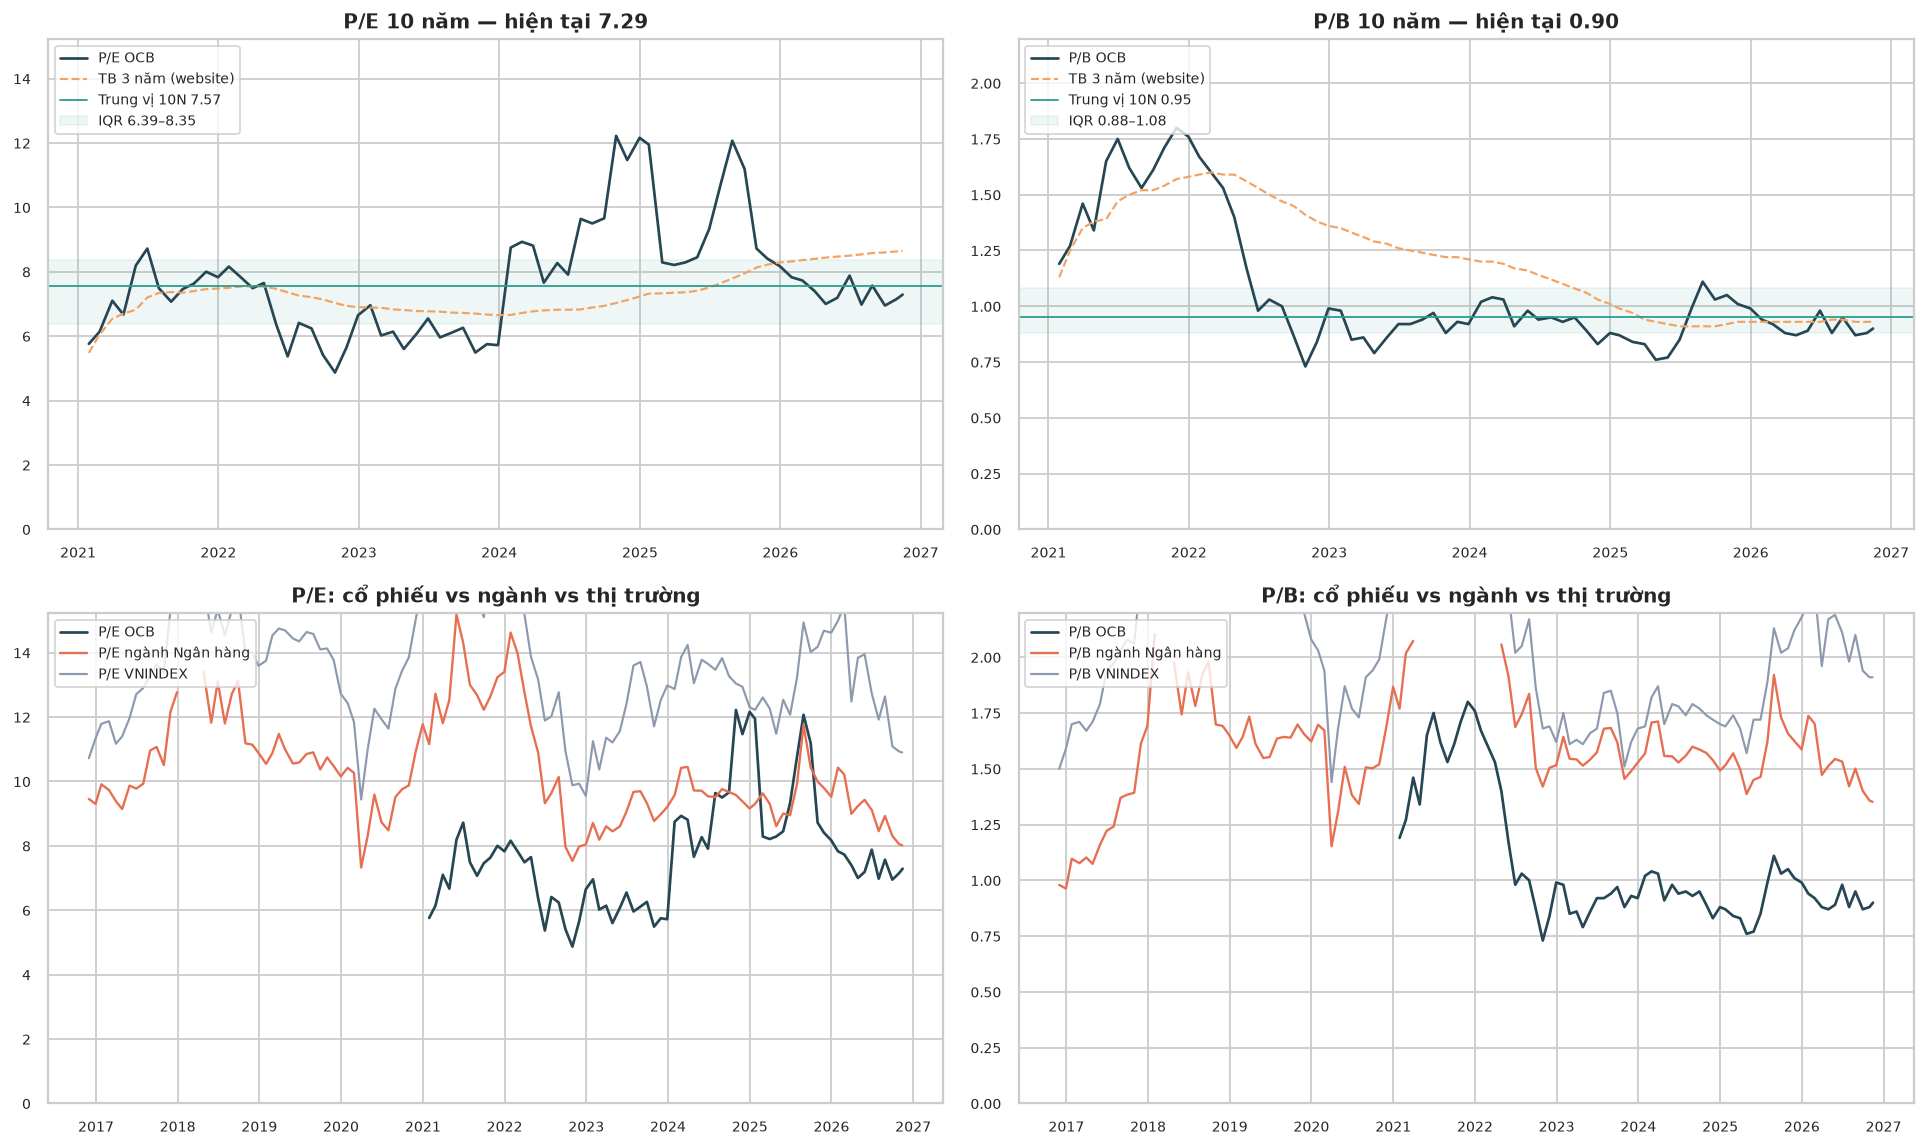 P/E 10 năm — hiện tại 7.29
P/E OCB
TB 3 năm (website)
Trung vị 10N 7.57
IQR 6.39–8.35
14
12
10
8
6
4
2
0
2021 2022 2023 2024 2025 2026 2027
P/B 10 năm — hiện tại 0.90
P/B OCB
TB 3 năm (website)
Trung vị 10N 0.95
IQR 0.88–1.08
2.00
1.75
1.50
1.25
1.00
0.75
0.50
0.25
0.00
2021 2022 2023 2024 2025 2026 2027
P/E: cổ phiếu vs ngành vs thị trường
P/E OCB
P/E ngành Ngân hàng
P/E VNINDEX
14
12
10
8
6
4
2
0
2017 2018 2019 2020 2021 2022 2023 2024 2025 2026 2027
P/B: cổ phiếu vs ngành vs thị trường
P/B OCB
P/B ngành Ngân hàng
P/B VNINDEX
2.00
1.75
1.50
1.25
1.00
0.75
0.50
0.25
0.00
2017 2018 2019 2020 2021 2022 2023 2024 2025 2026 2027